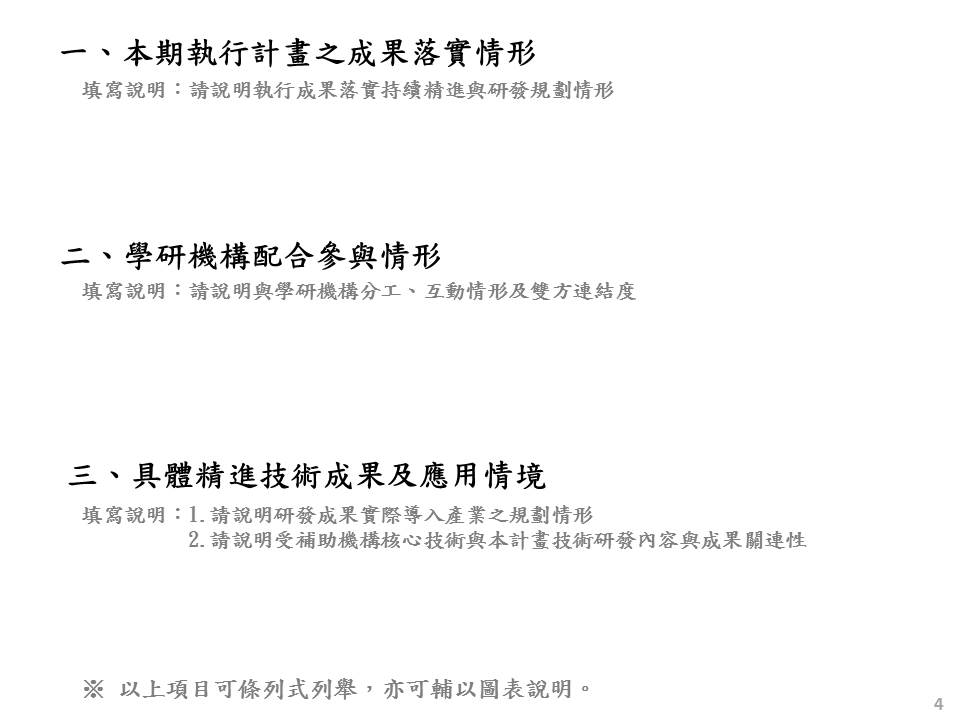 一、本期執行計畫之成果落實情形
填寫說明：請說明執行成果落實持續精進與研發規劃情形
二、學研機構配合參與情形
填寫說明：請說明與學研機構分工、互動情形及雙方連結度
三、具體精進技術成果及應用情境
填寫說明：1.請說明研發成果實際導入產業之規劃情形
2.請說明受補助機構核心技術與本計畫技術研發內容與成果關連性
※ 以上項目可條列式列舉，亦可輔以圖表說明。
4